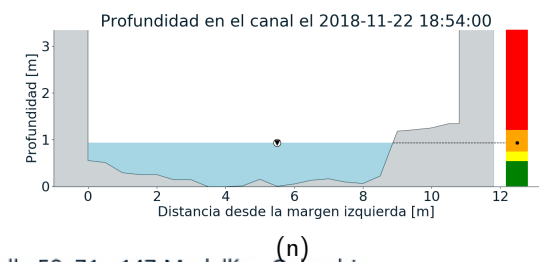 Profundidad en el canal el 2018-11-22 18:54:00
Profundidad [m]
3
2
1
0
0 2 4 6 8 10 12
Distancia desde la margen izquierda [m]
(n)